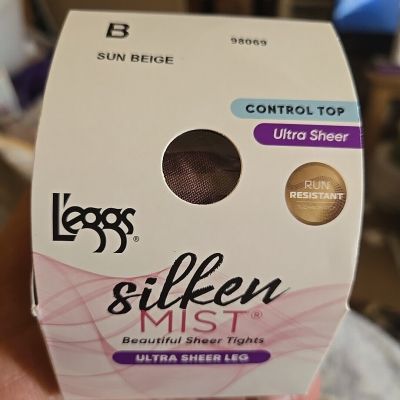 B
98069
SUN BEIGE
CONTROL TOP
Ultra Sheer
RUN
RESISTANT
L'eggs®
silken
MIST®
Beautiful Sheer Tights
ULTRA SHEER LEG